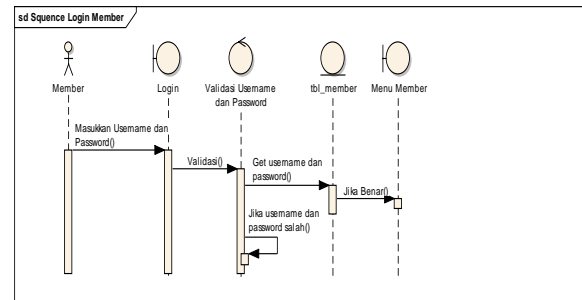 sd Squence Login Member
Member
Login
Validasi Username
dan Password
tbl_member
Menu Member
Masukkan Username dan
Password()
Validasi()
Get username dan
password()
Jika Benar()
Jika username dan
password salah()